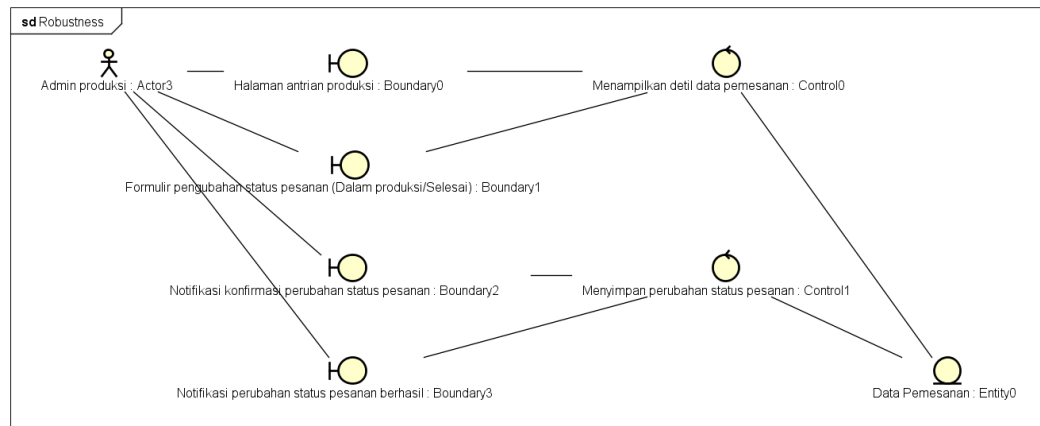 sd Robustness
Admin produksi : Actor3
Halaman antrian produksi : Boundary0
Menampilkan detil data pemesanan : Control0
Formulir pengubahan status pesanan (Dalam produksi/Selesai) : Boundary1
Notifikasi konfirmasi perubahan status pesanan : Boundary2
Menyimpan perubahan status pesanan : Control1
Notifikasi perubahan status pesanan berhasil : Boundary3
Data Pemesanan : Entity0